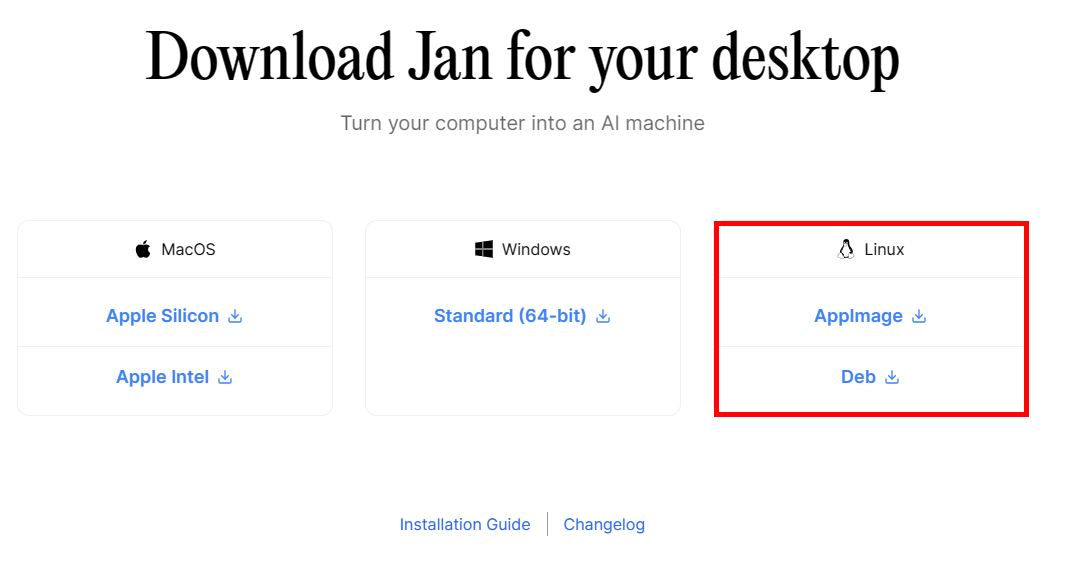 Download Jan for your desktop
Turn your computer into an AI machine
MacOS
Apple Silicon
Apple Intel
Windows
Standard (64-bit)
Linux
AppImage
Deb
Installation Guide
Changelog